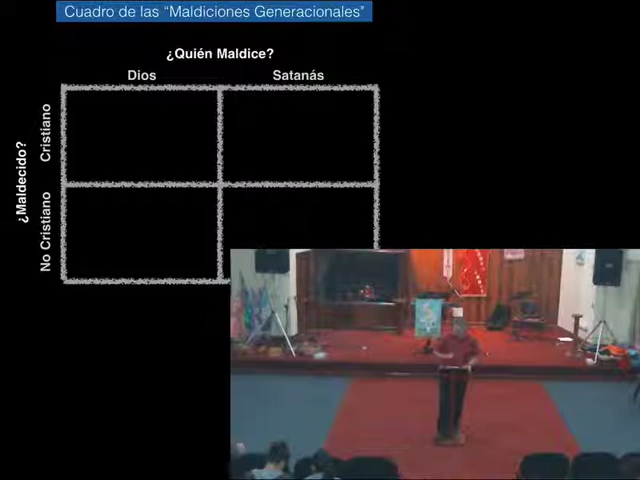 Cuadro de las “Maldiciones Generacionales"
¿Quién Maldice?
Dios
Satanás
¿Maldecido?
Cristiano
No Cristiano